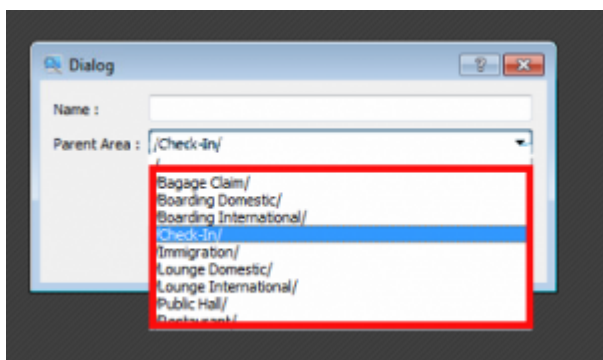 Dialog
Name :
Parent Area : /Check-In/
/
/Bagage Claim/
/Boarding Domestic/
/Boarding International/
/Check-In/
/Immigration/
/Lounge Domestic/
/Lounge International/
/Public Hall/
/Restaurant/